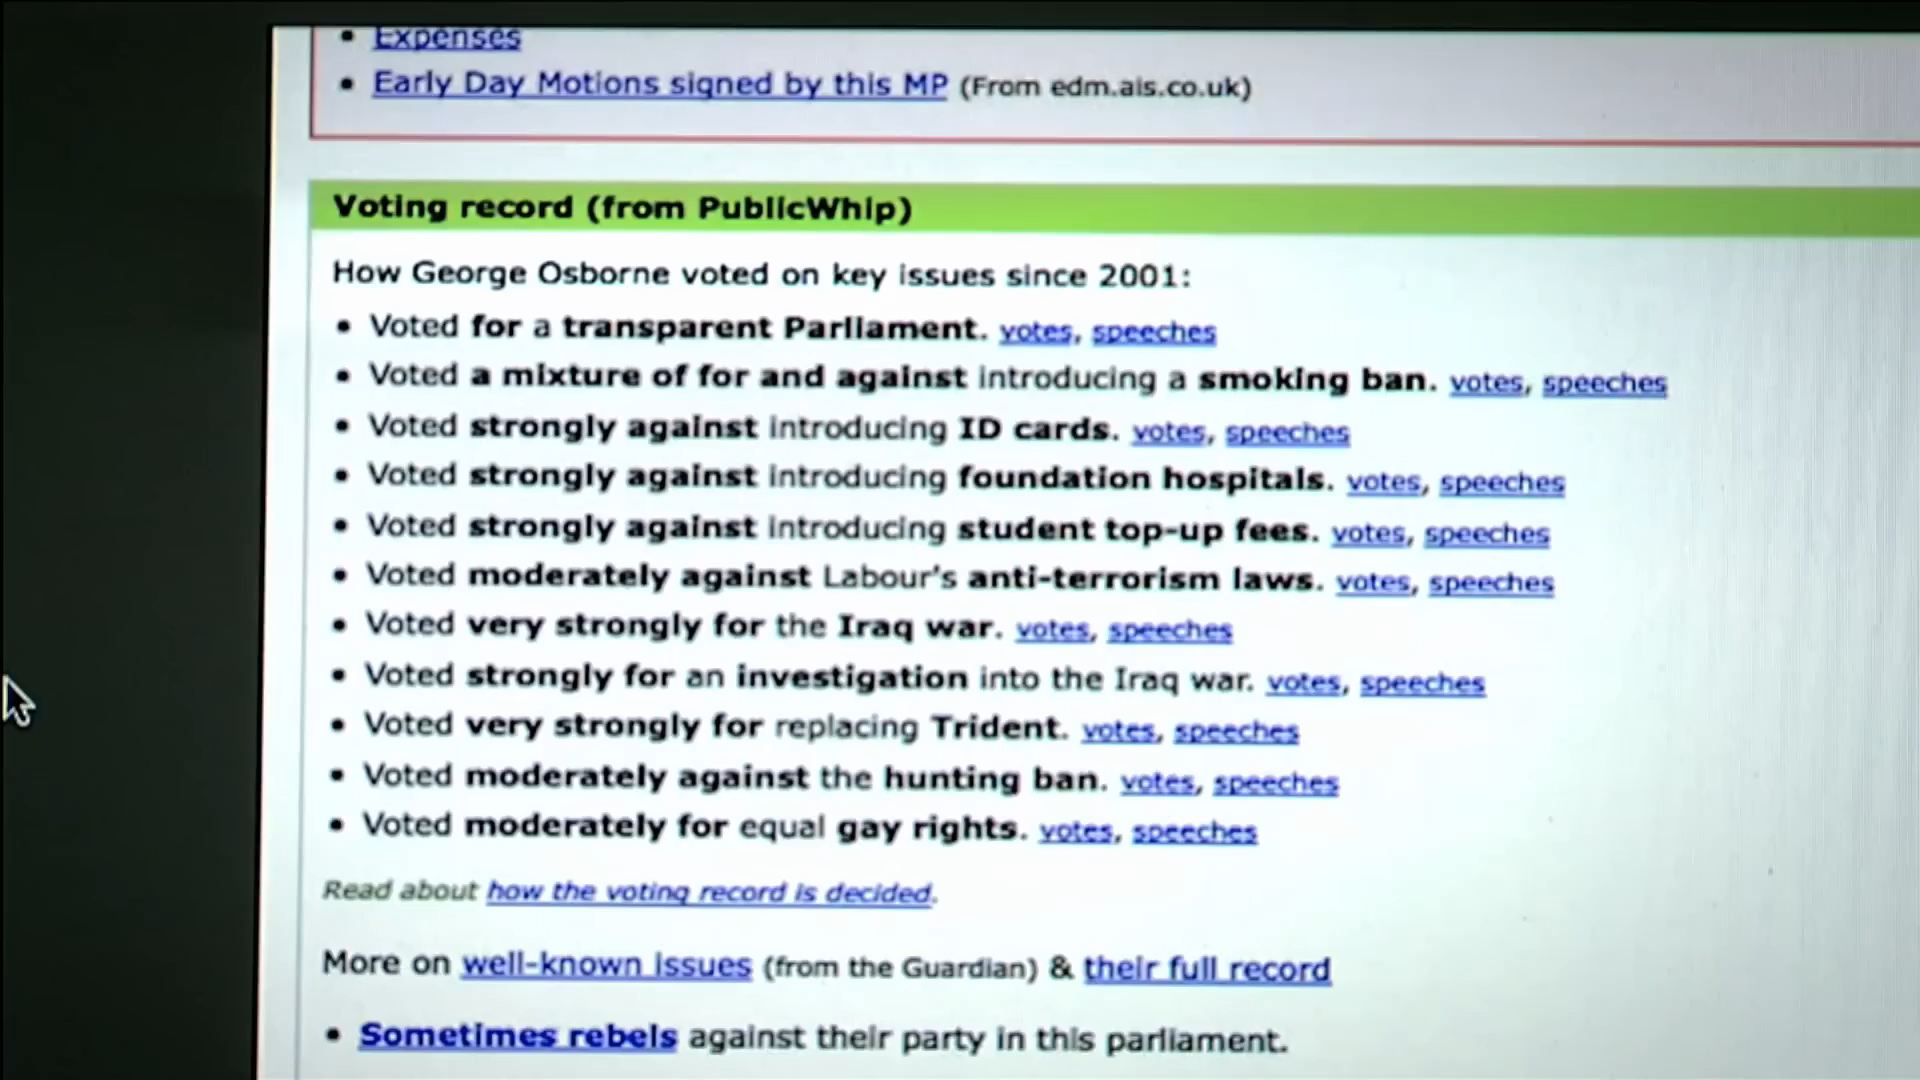 Expenses
Early Day Motions signed by this MP (From edm.ais.co.uk)
Voting record (from PublicWhip)
How George Osborne voted on key issues since 2001:
Voted for a transparent Parliament. votes, speeches
Voted a mixture of for and against introducing a smoking ban. votes, speeches
Voted strongly against introducing ID cards. votes, speeches
Voted strongly against introducing foundation hospitals. votes, speeches
Voted strongly against introducing student top-up fees. votes, speeches
Voted moderately against Labour's anti-terrorism laws. votes, speeches
Voted very strongly for the Iraq war. votes, speeches
Voted strongly for an investigation into the Iraq war. votes, speeches
Voted very strongly for replacing Trident. votes, speeches
Voted moderately against the hunting ban. votes, speeches
Voted moderately for equal gay rights. votes, speeches
Read about how the voting record is decided.
More on well-known issues (from the Guardian) & their full record
Sometimes rebels against their party in this parliament.